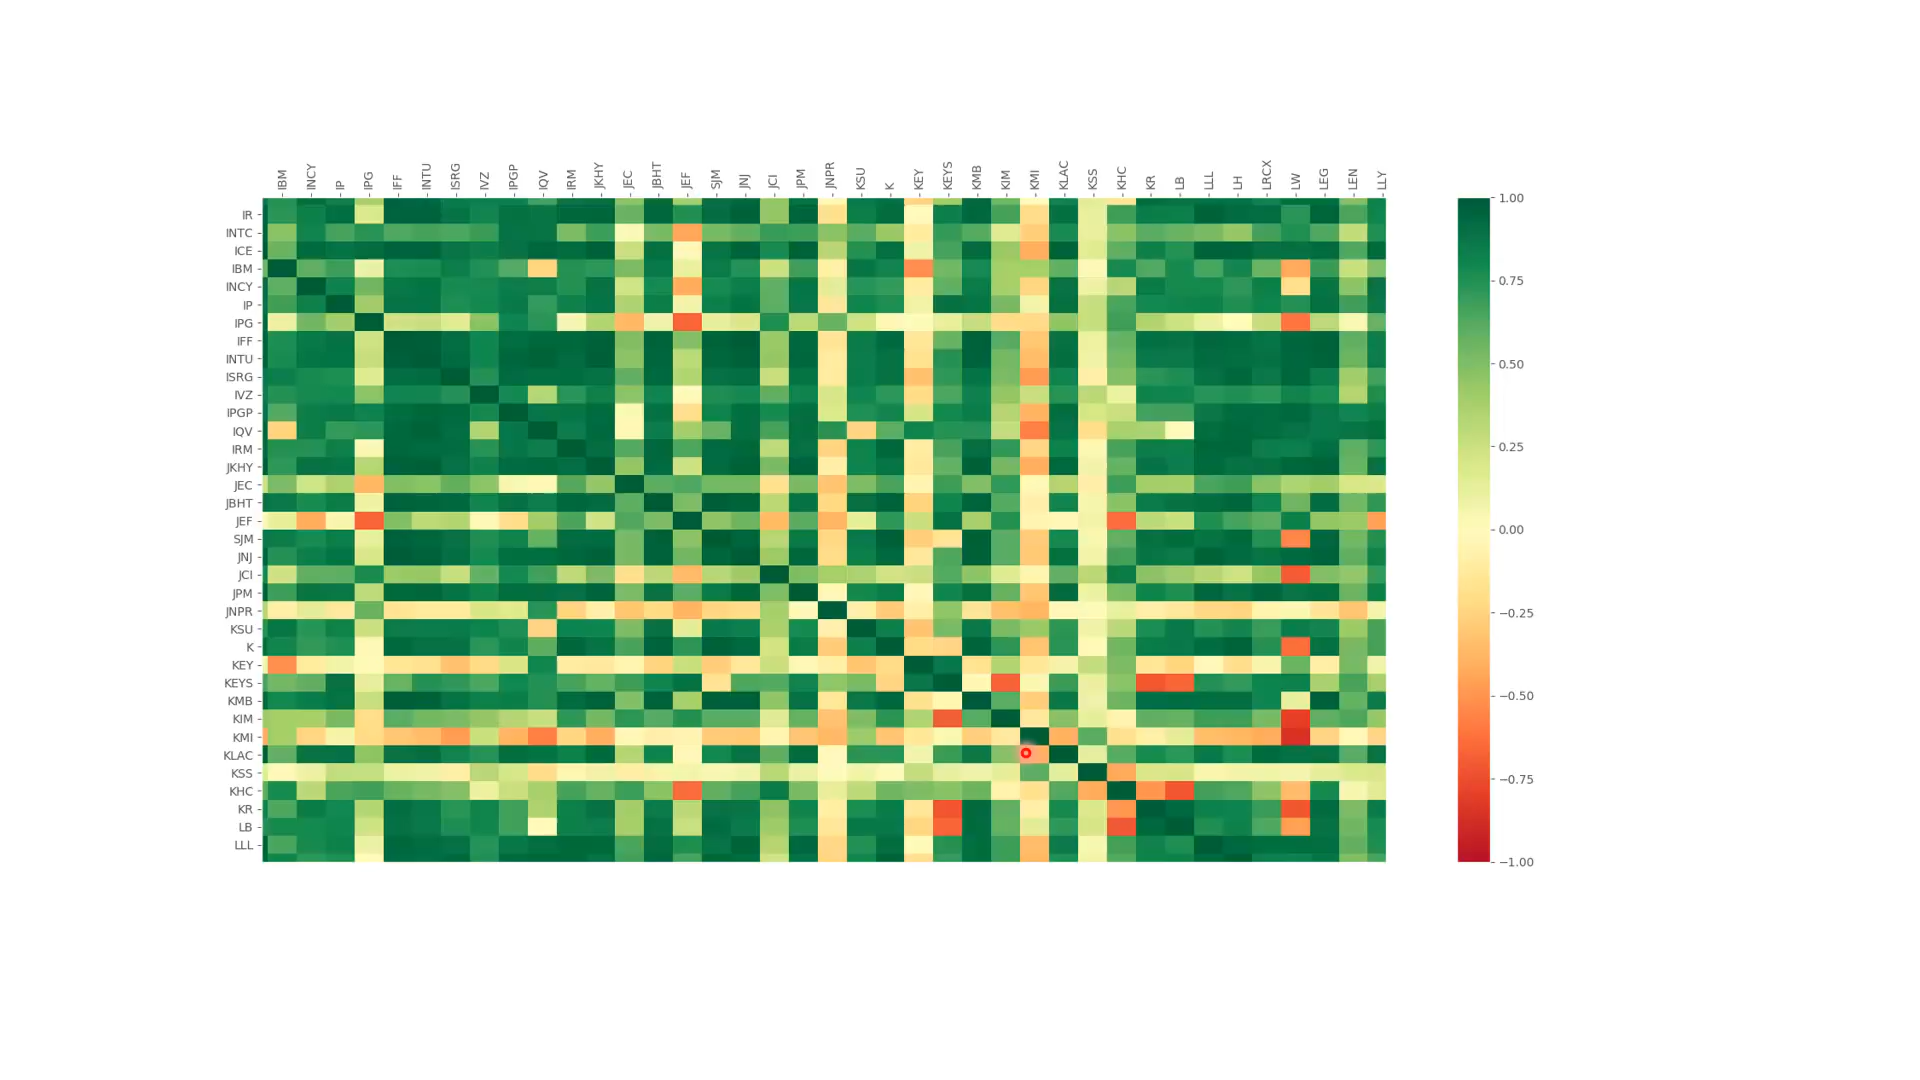 IBM INCY IP IPG IFF INTU ISRG IVZ IPGP IQV IRM JKHY JEC JBHT JEF SJM JNJ JCI JPM JNPR KSU K KEY KEYS KMB KIM KMI KLAC KSS KHC KR LB LLL LH LRCX LW LEG LEN LLY
IR
INTC
ICE
IBM
INCY
IP
IPG
IFF
INTU
ISRG
IVZ
IPGP
IQV
IRM
JKHY
JEC
JBHT
JEF
SJM
JNJ
JCI
JPM
JNPR
KSU
K
KEY
KEYS
KMB
KIM
KMI
KLAC
KSS
KHC
KR
LB
LLL
1.00
0.75
0.50
0.25
0.00
−0.25
−0.50
−0.75
−1.00